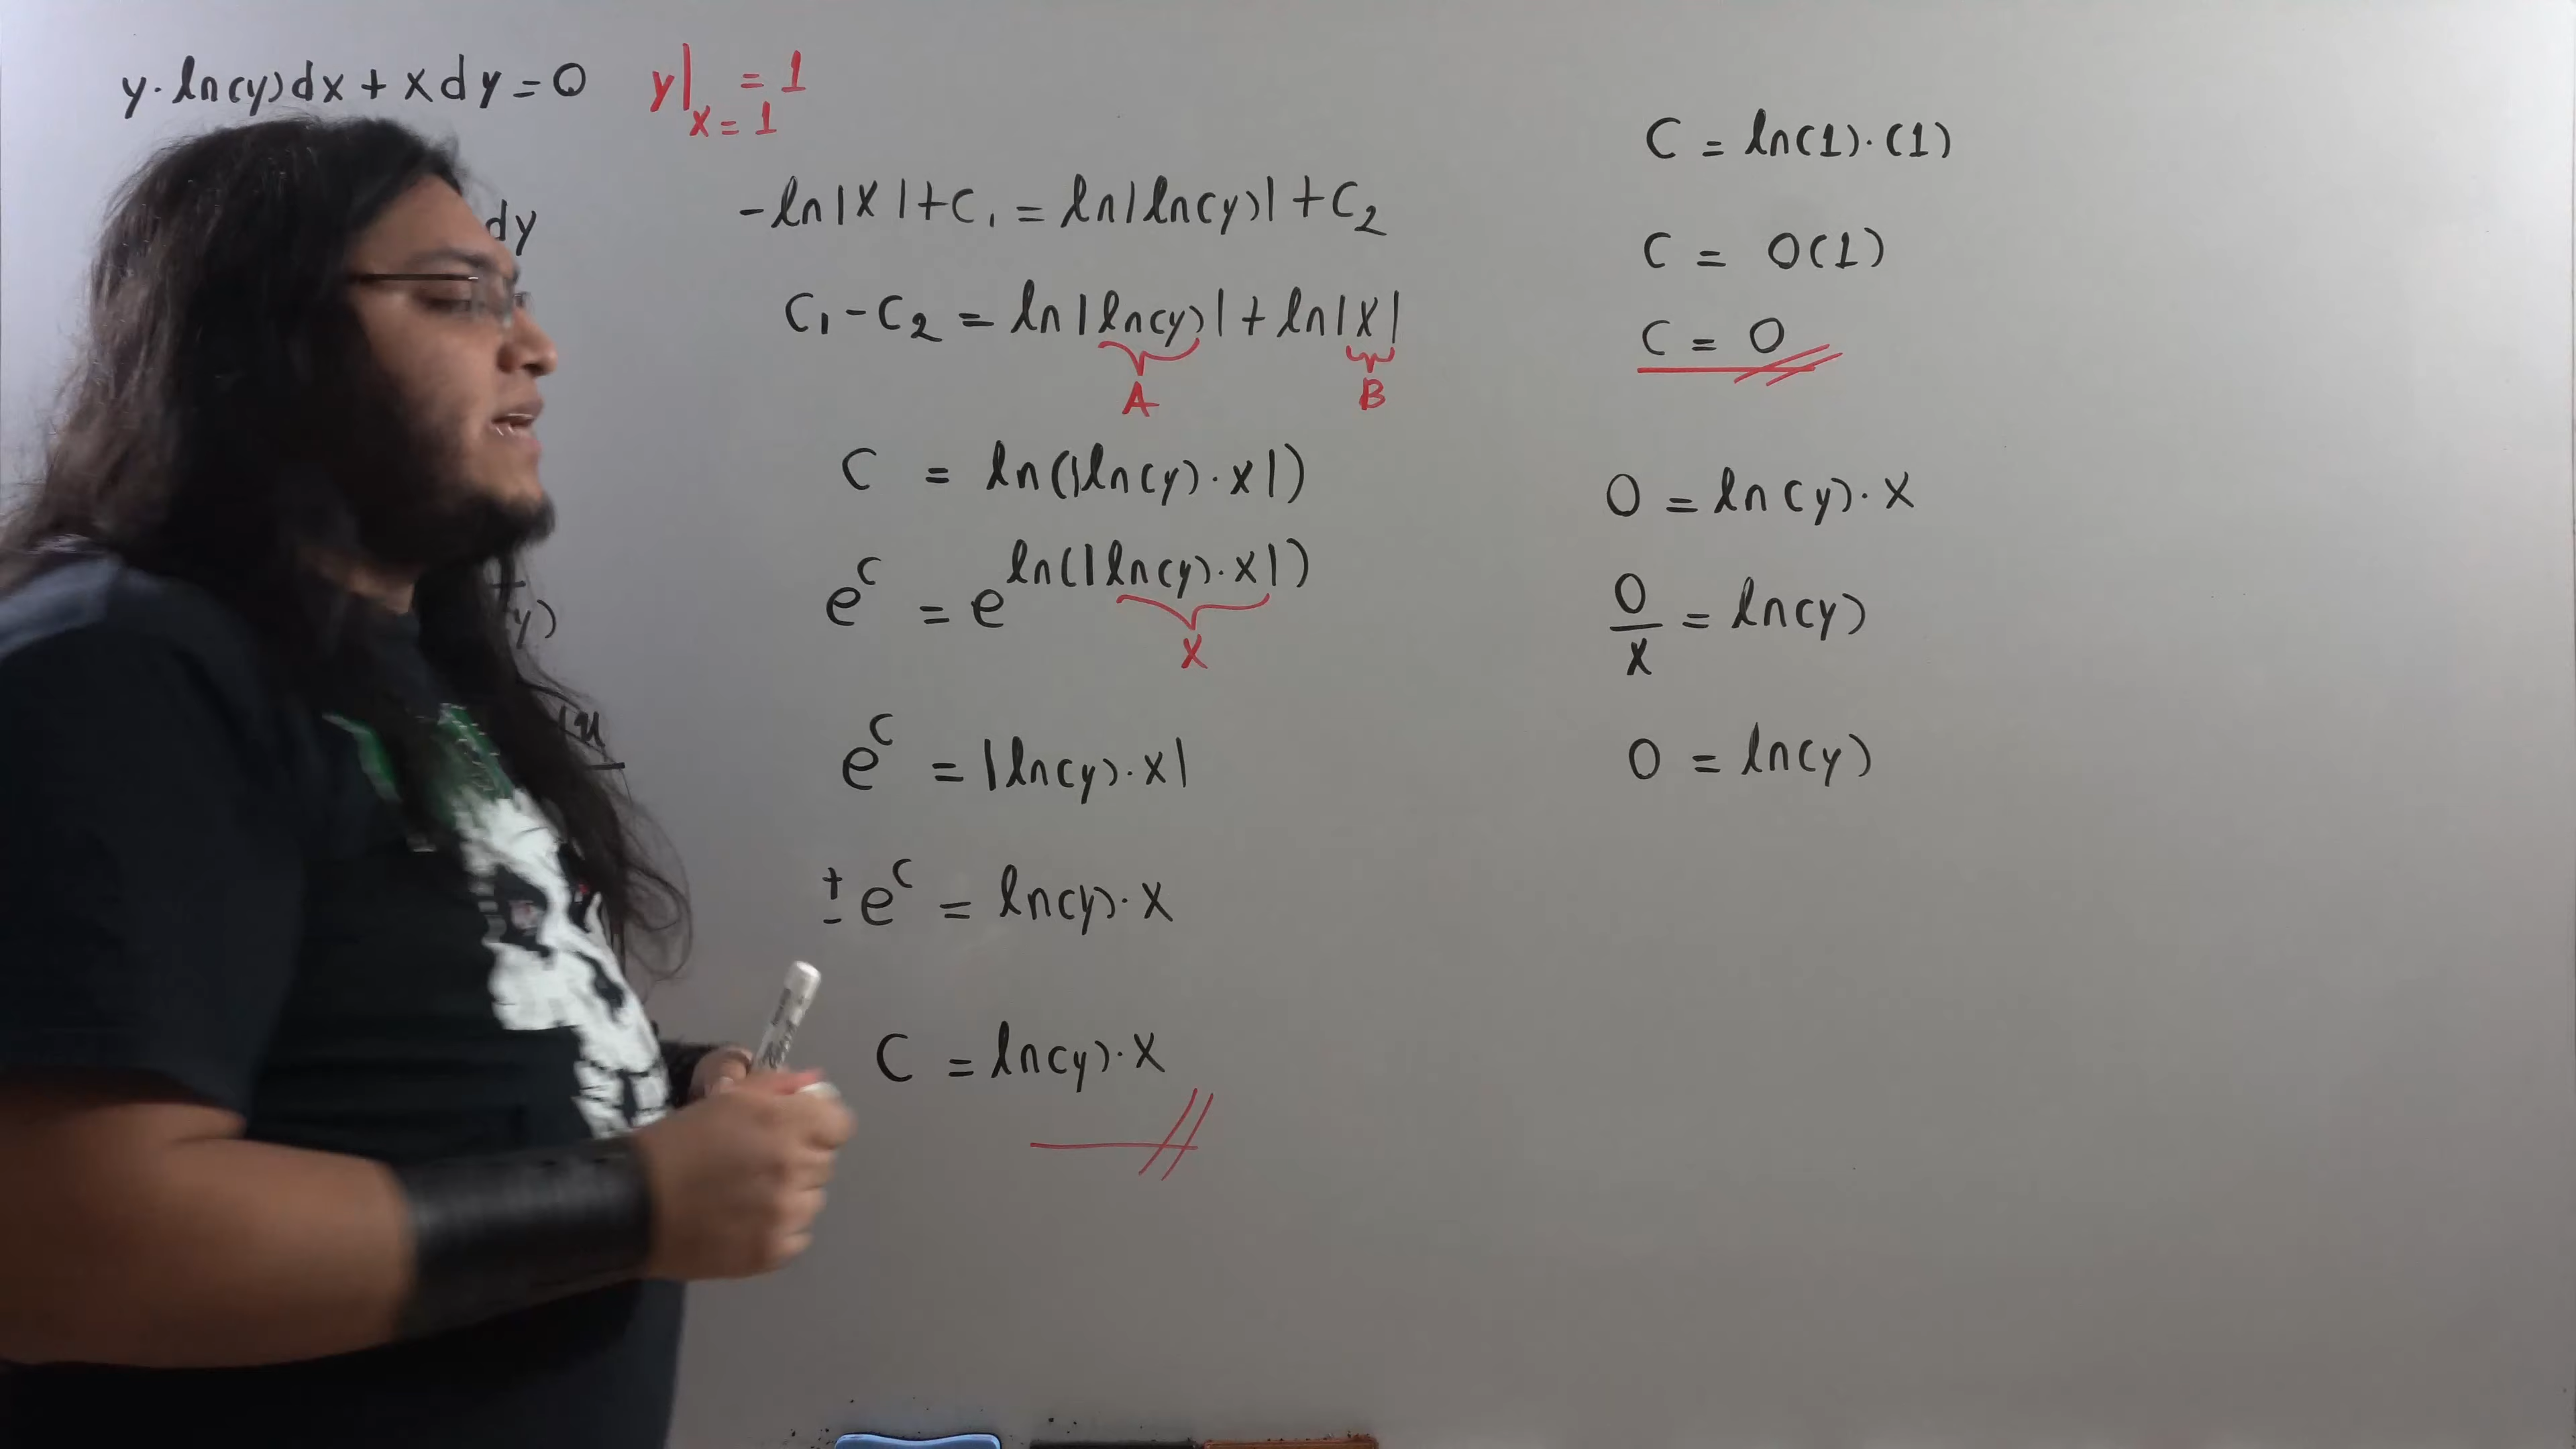 y·ln(y)dx + xdy = 0 y|x=1 = 1
dy
y)
-ln|x|+C₁ = ln|ln(y)|+C₂
C₁-C₂ = ln|ln(y)|+ln|x|
A B
C = ln(|ln(y)·x|)
e^C = e^ln(|ln(y)·x|)
x
e^C = |ln(y)·x|
±e^C = ln(y)·x
C = ln(y)·x
C = ln(1)·(1)
C = 0(1)
C = 0
0 = ln(y)·x
0/x = ln(y)
0 = ln(y)